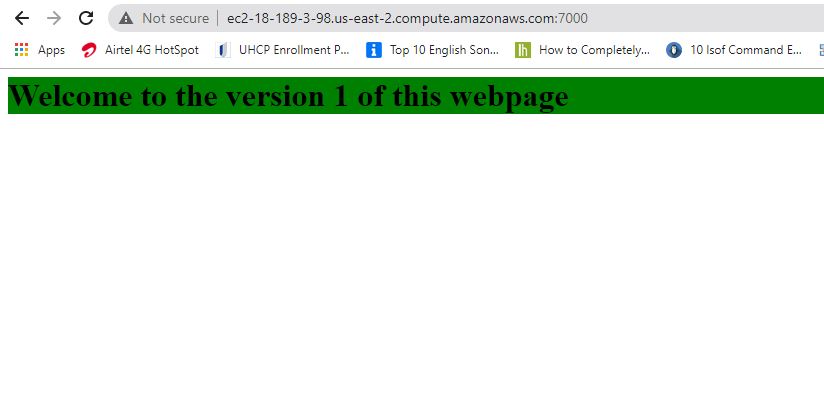 Not secure ec2-18-189-3-98.us-east-2.compute.amazonaws.com:7000
Apps Airtel 4G HotSpot UHCP Enrollment P... Top 10 English Son... How to Completely... 10 lsof Command E...
Welcome to the version 1 of this webpage